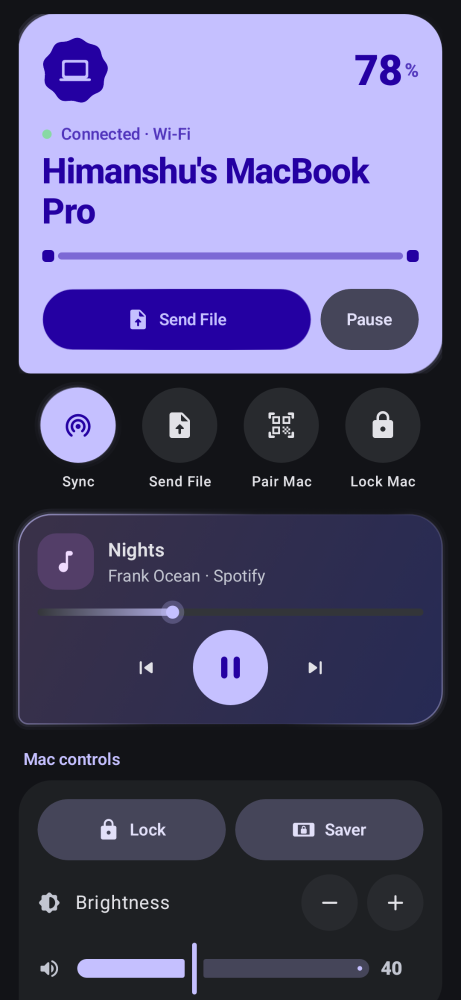 78%
Connected · Wi-Fi
Himanshu's MacBook
Pro
Send File
Pause
Sync
Send File
Pair Mac
Lock Mac
Nights
Frank Ocean · Spotify
Mac controls
Lock
Saver
Brightness
40